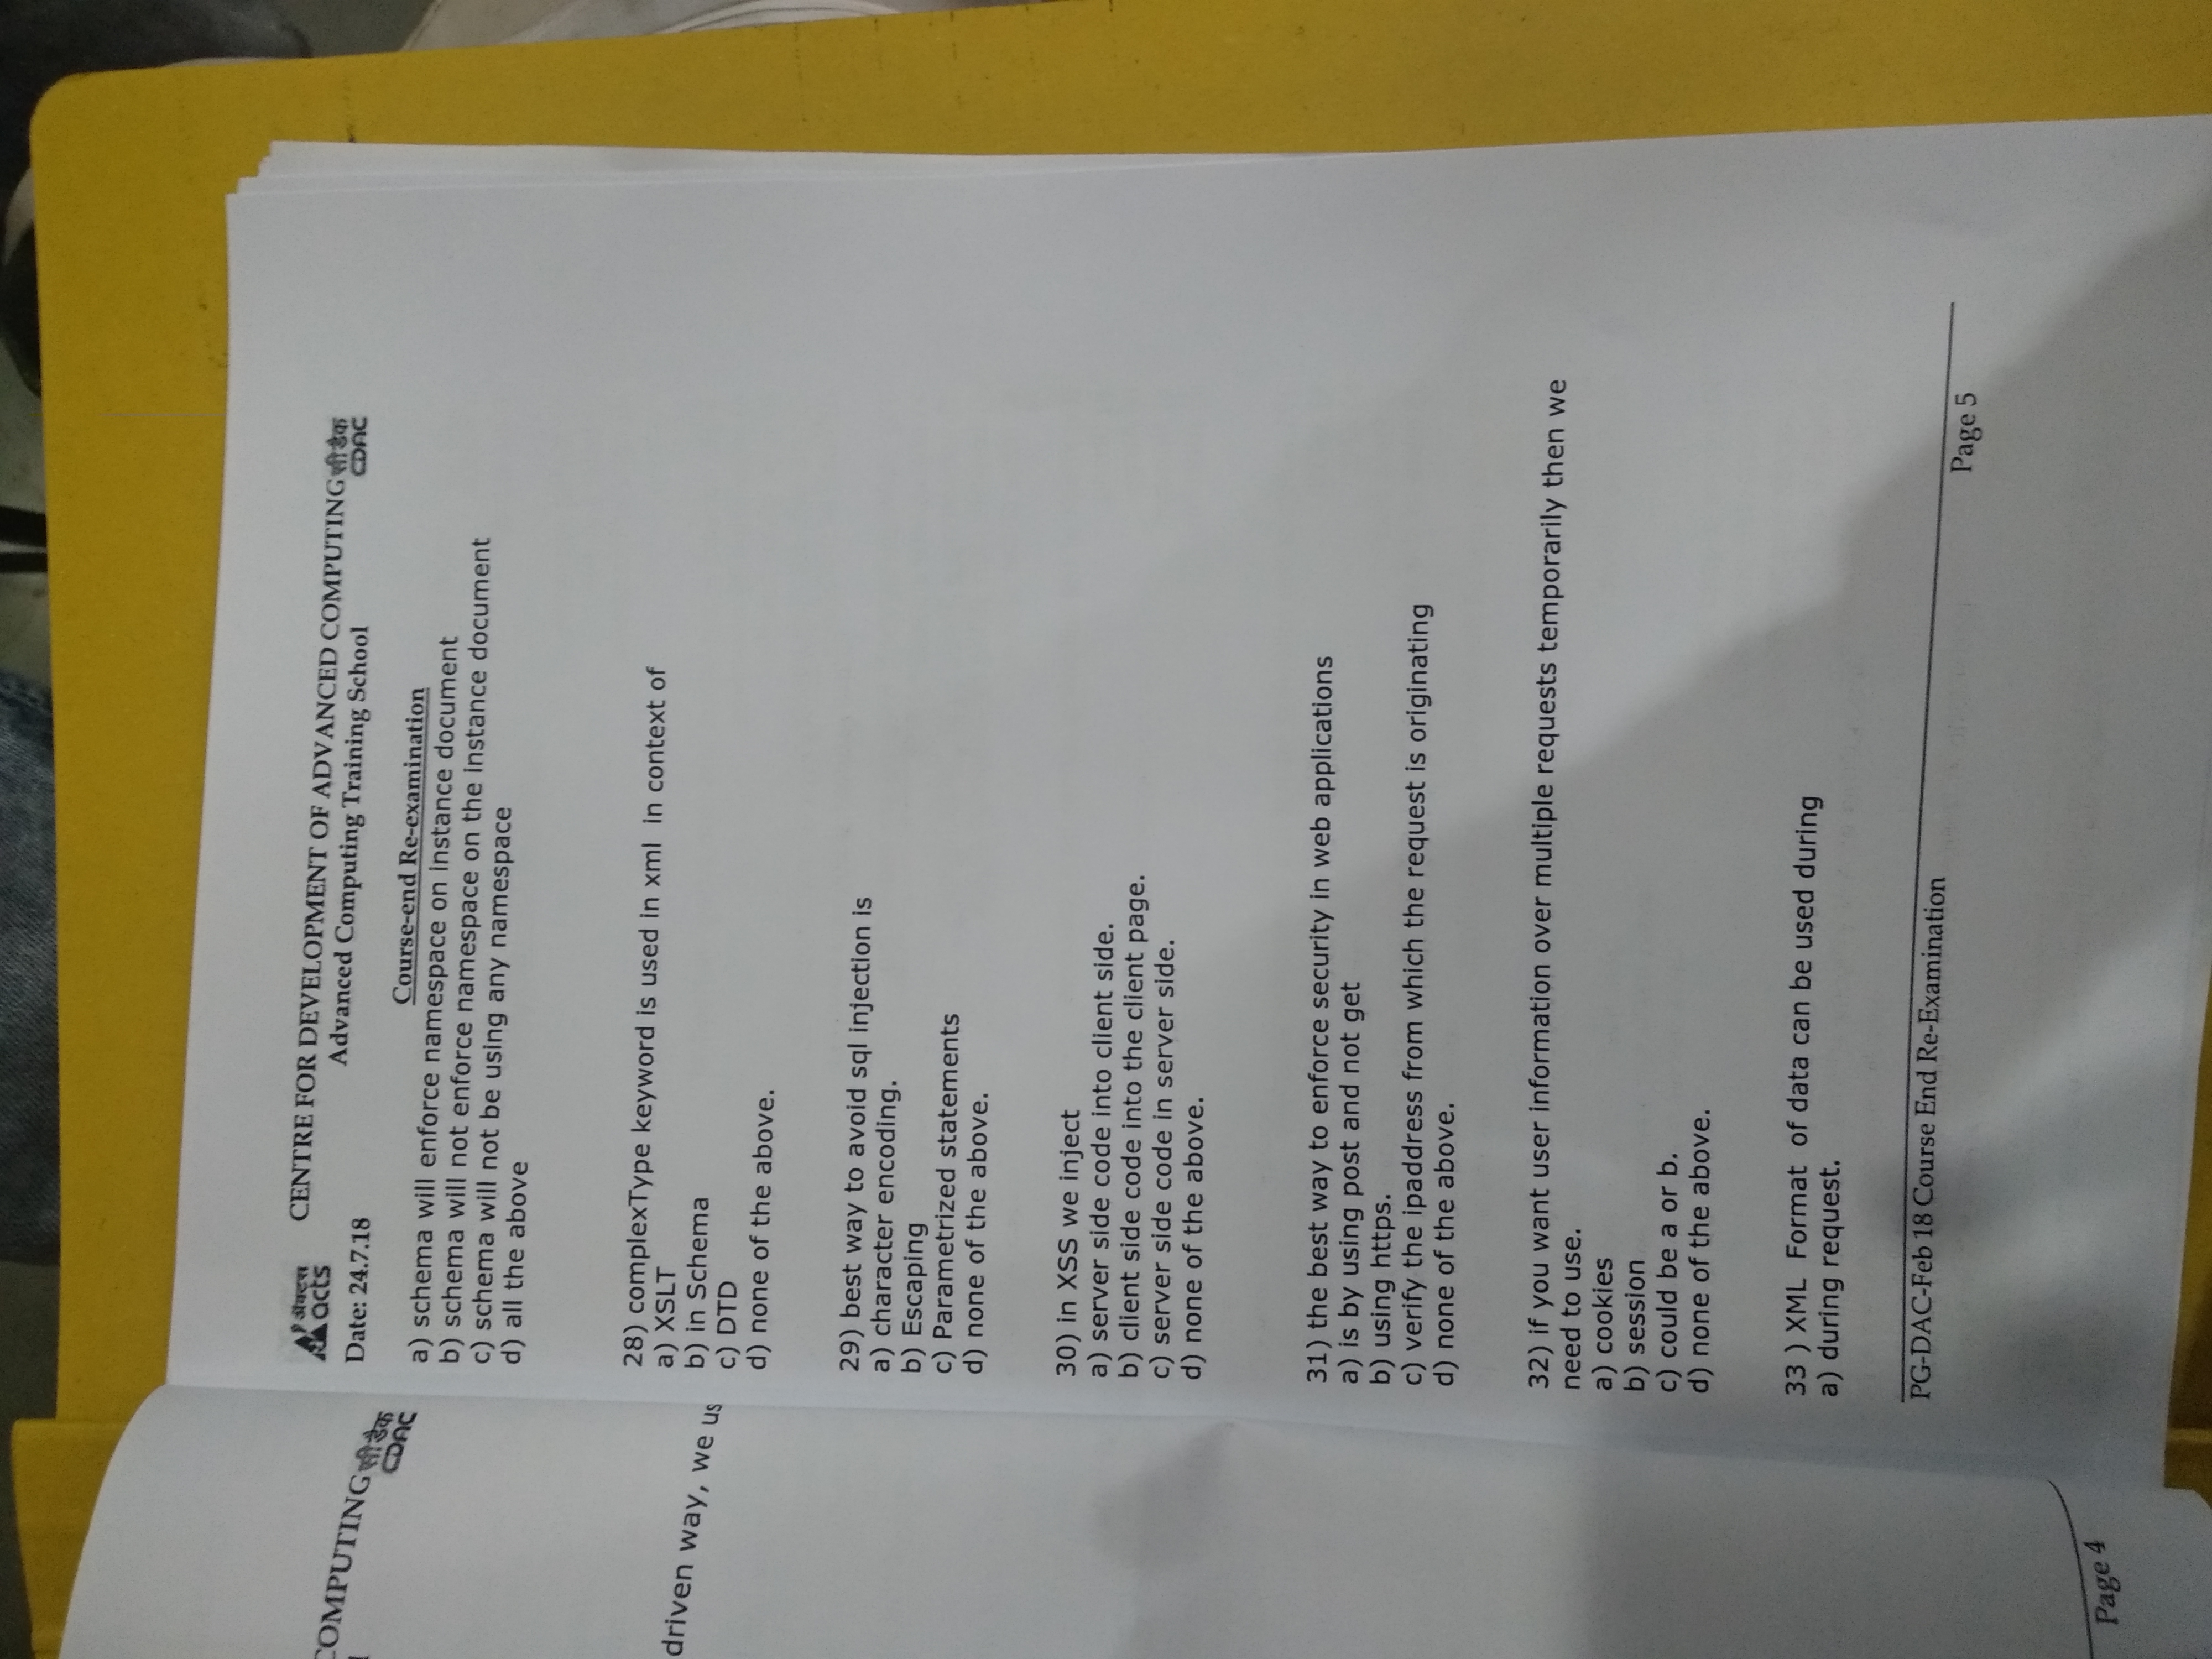 COMPUTING सीडैक
CDAC
driven way, we us
Page 4
ॲक्टस acts
CENTRE FOR DEVELOPMENT OF ADVANCED COMPUTING सीडैक
CDAC
Advanced Computing Training School
Date: 24.7.18
Course-end Re-examination
a) schema will enforce namespace on instance document
b) schema will not enforce namespace on the instance document
c) schema will not be using any namespace
d) all the above
28) complexType keyword is used in xml in context of
a) XSLT
b) in Schema
c) DTD
d) none of the above.
29) best way to avoid sql injection is
a) character encoding.
b) Escaping
c) Parametrized statements
d) none of the above.
30) in XSS we inject
a) server side code into client side.
b) client side code into the client page.
c) server side code in server side.
d) none of the above.
31) the best way to enforce security in web applications
a) is by using post and not get
b) using https.
c) verify the ipaddress from which the request is originating
d) none of the above.
32) if you want user information over multiple requests temporarily then we
need to use.
a) cookies
b) session
c) could be a or b.
d) none of the above.
33 ) XML Format of data can be used during
a) during request.
PG-DAC-Feb 18 Course End Re-Examination
Page 5